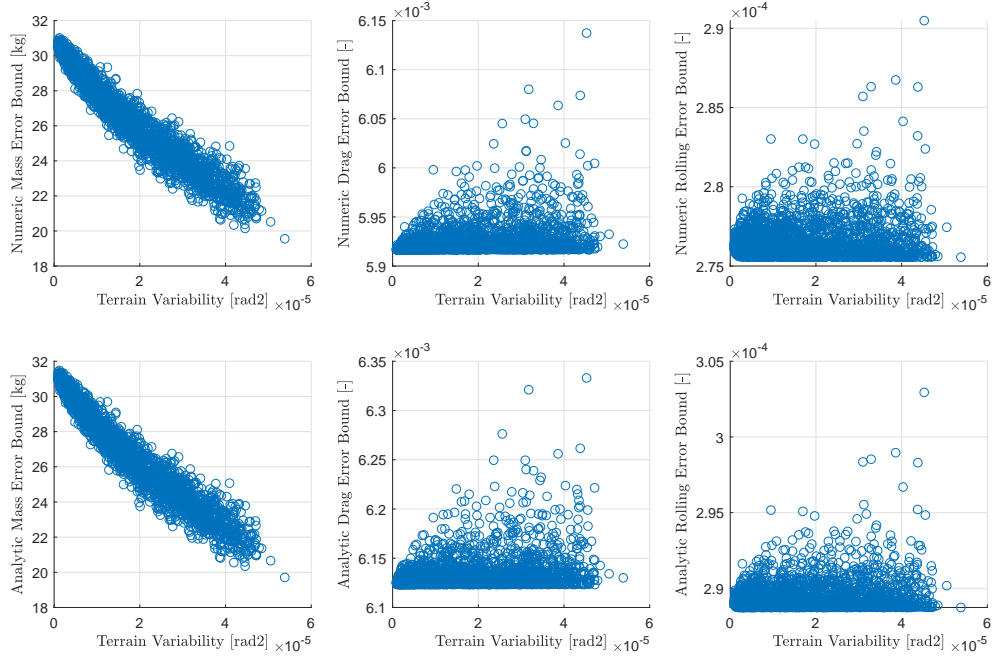 Numeric Mass Error Bound [kg]
32
30
28
26
24
22
20
18
0 2 4 6
Terrain Variability [rad2] ×10⁻⁵
Numeric Drag Error Bound [-]
×10⁻³
6.15
6.1
6.05
6
5.95
5.9
0 2 4 6
Terrain Variability [rad2] ×10⁻⁵
Numeric Rolling Error Bound [-]
×10⁻⁴
2.9
2.85
2.8
2.75
0 2 4 6
Terrain Variability [rad2] ×10⁻⁵
Analytic Mass Error Bound [kg]
32
30
28
26
24
22
20
18
0 2 4 6
Terrain Variability [rad2] ×10⁻⁵
Analytic Drag Error Bound [-]
×10⁻³
6.35
6.3
6.25
6.2
6.15
6.1
0 2 4 6
Terrain Variability [rad2] ×10⁻⁵
Analytic Rolling Error Bound [-]
×10⁻⁴
3.05
3
2.95
2.9
0 2 4 6
Terrain Variability [rad2] ×10⁻⁵